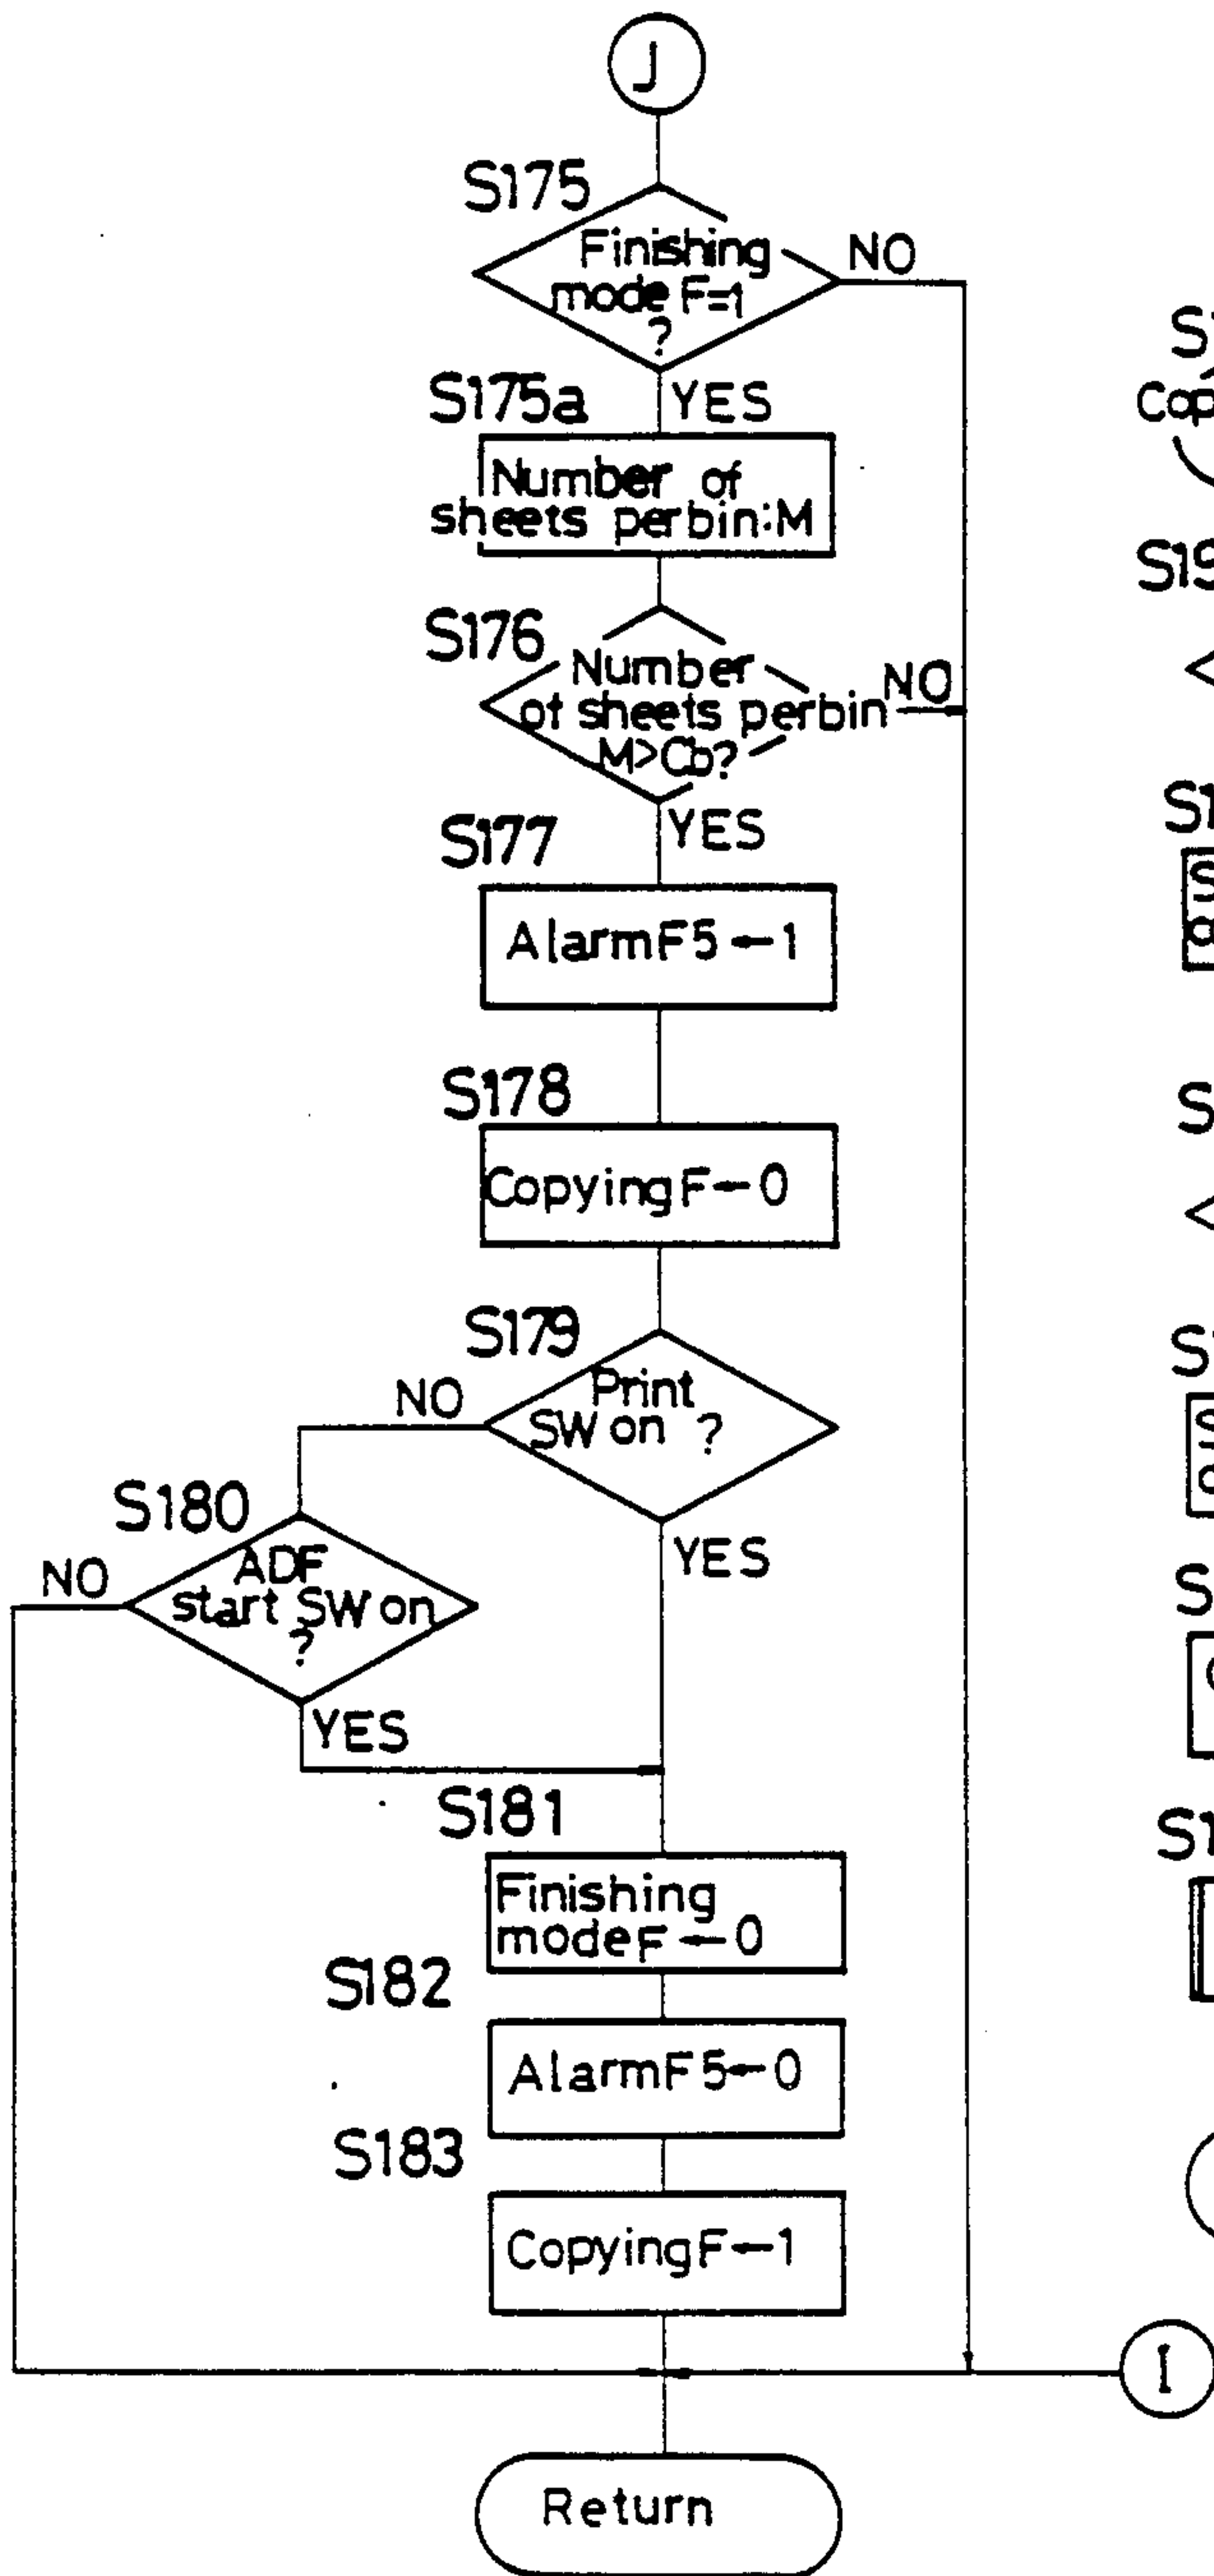 J
S175
Finishing
mode F=1
?
NO
YES
S175a
Number of
sheets perbin:M
S176
Number
of sheets perbin
M>Cb?
NO
YES
S177
AlarmF5←1
S178
CopyingF←0
S179
Print
SW on ?
NO
YES
S180
ADF
start SW on
?
NO
YES
S181
Finishing
modeF←0
S182
AlarmF5←0
S183
CopyingF←1
I
Return
Cop